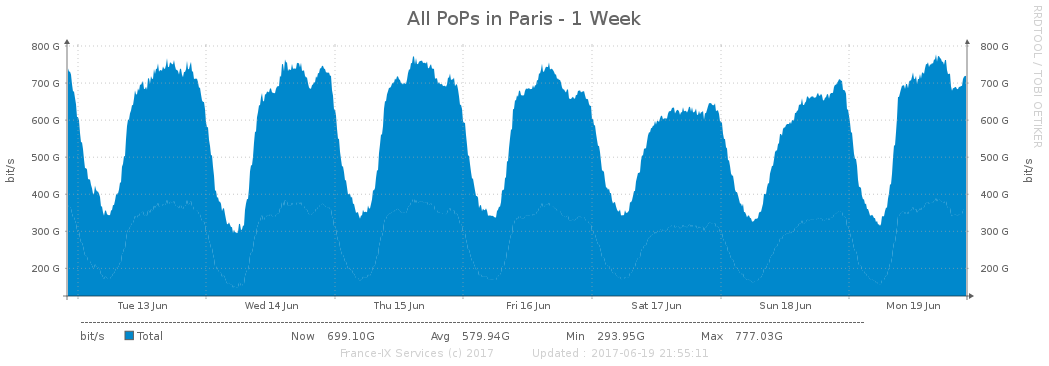 All PoPs in Paris - 1 Week
RRDTOOL / TOBI OETIKER
800 G 800 G
700 G 700 G
600 G 600 G
500 G 500 G
400 G 400 G
300 G 300 G
200 G 200 G
bit/s
bit/s
Tue 13 Jun Wed 14 Jun Thu 15 Jun Fri 16 Jun Sat 17 Jun Sun 18 Jun Mon 19 Jun
bit/s Total Now 699.10G Avg 579.94G Min 293.95G Max 777.03G
France-IX Services (c) 2017 Updated : 2017-06-19 21:55:11